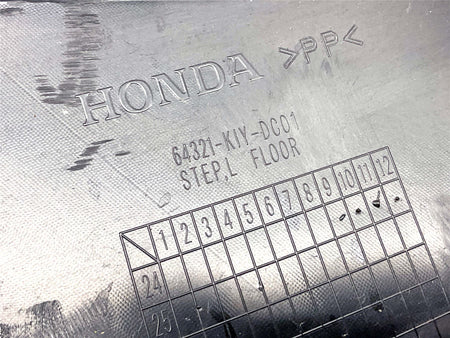 HONDA >PP<
64321-K1Y-DC01
STEP,L FLOOR
1 2 3 4 5 6 7 8 9 10 11 12
24
25